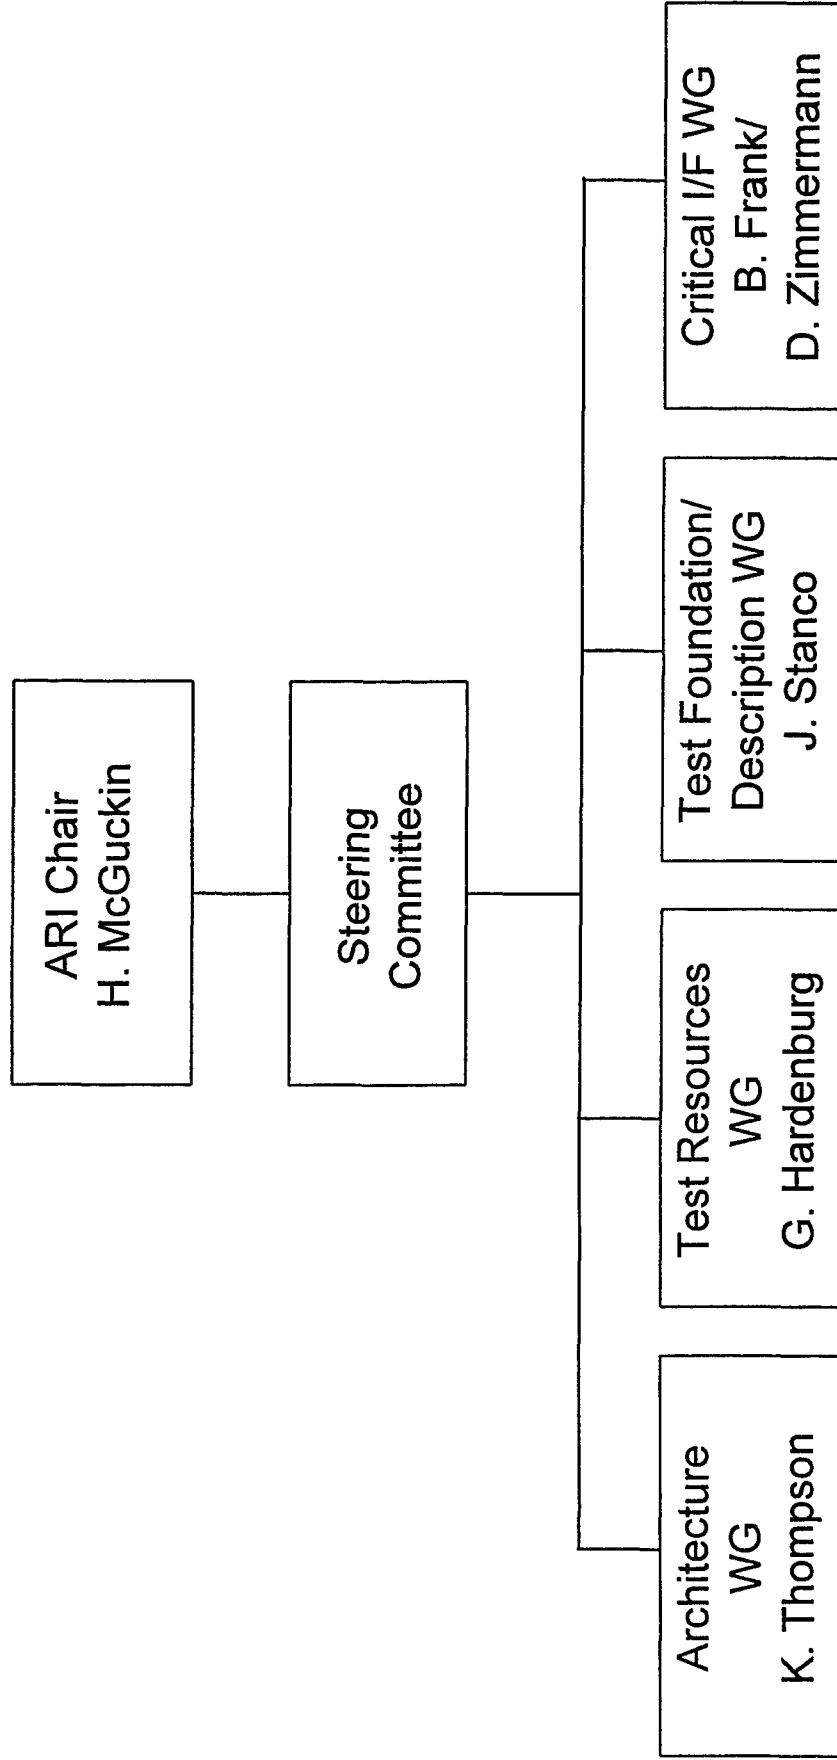 ARI Chair
H. McGuckin
Steering
Committee
Architecture
WG
K. Thompson
Test Resources
WG
G. Hardenburg
Test Foundation/
Description WG
J. Stanco
Critical I/F WG
B. Frank/
D. Zimmermann